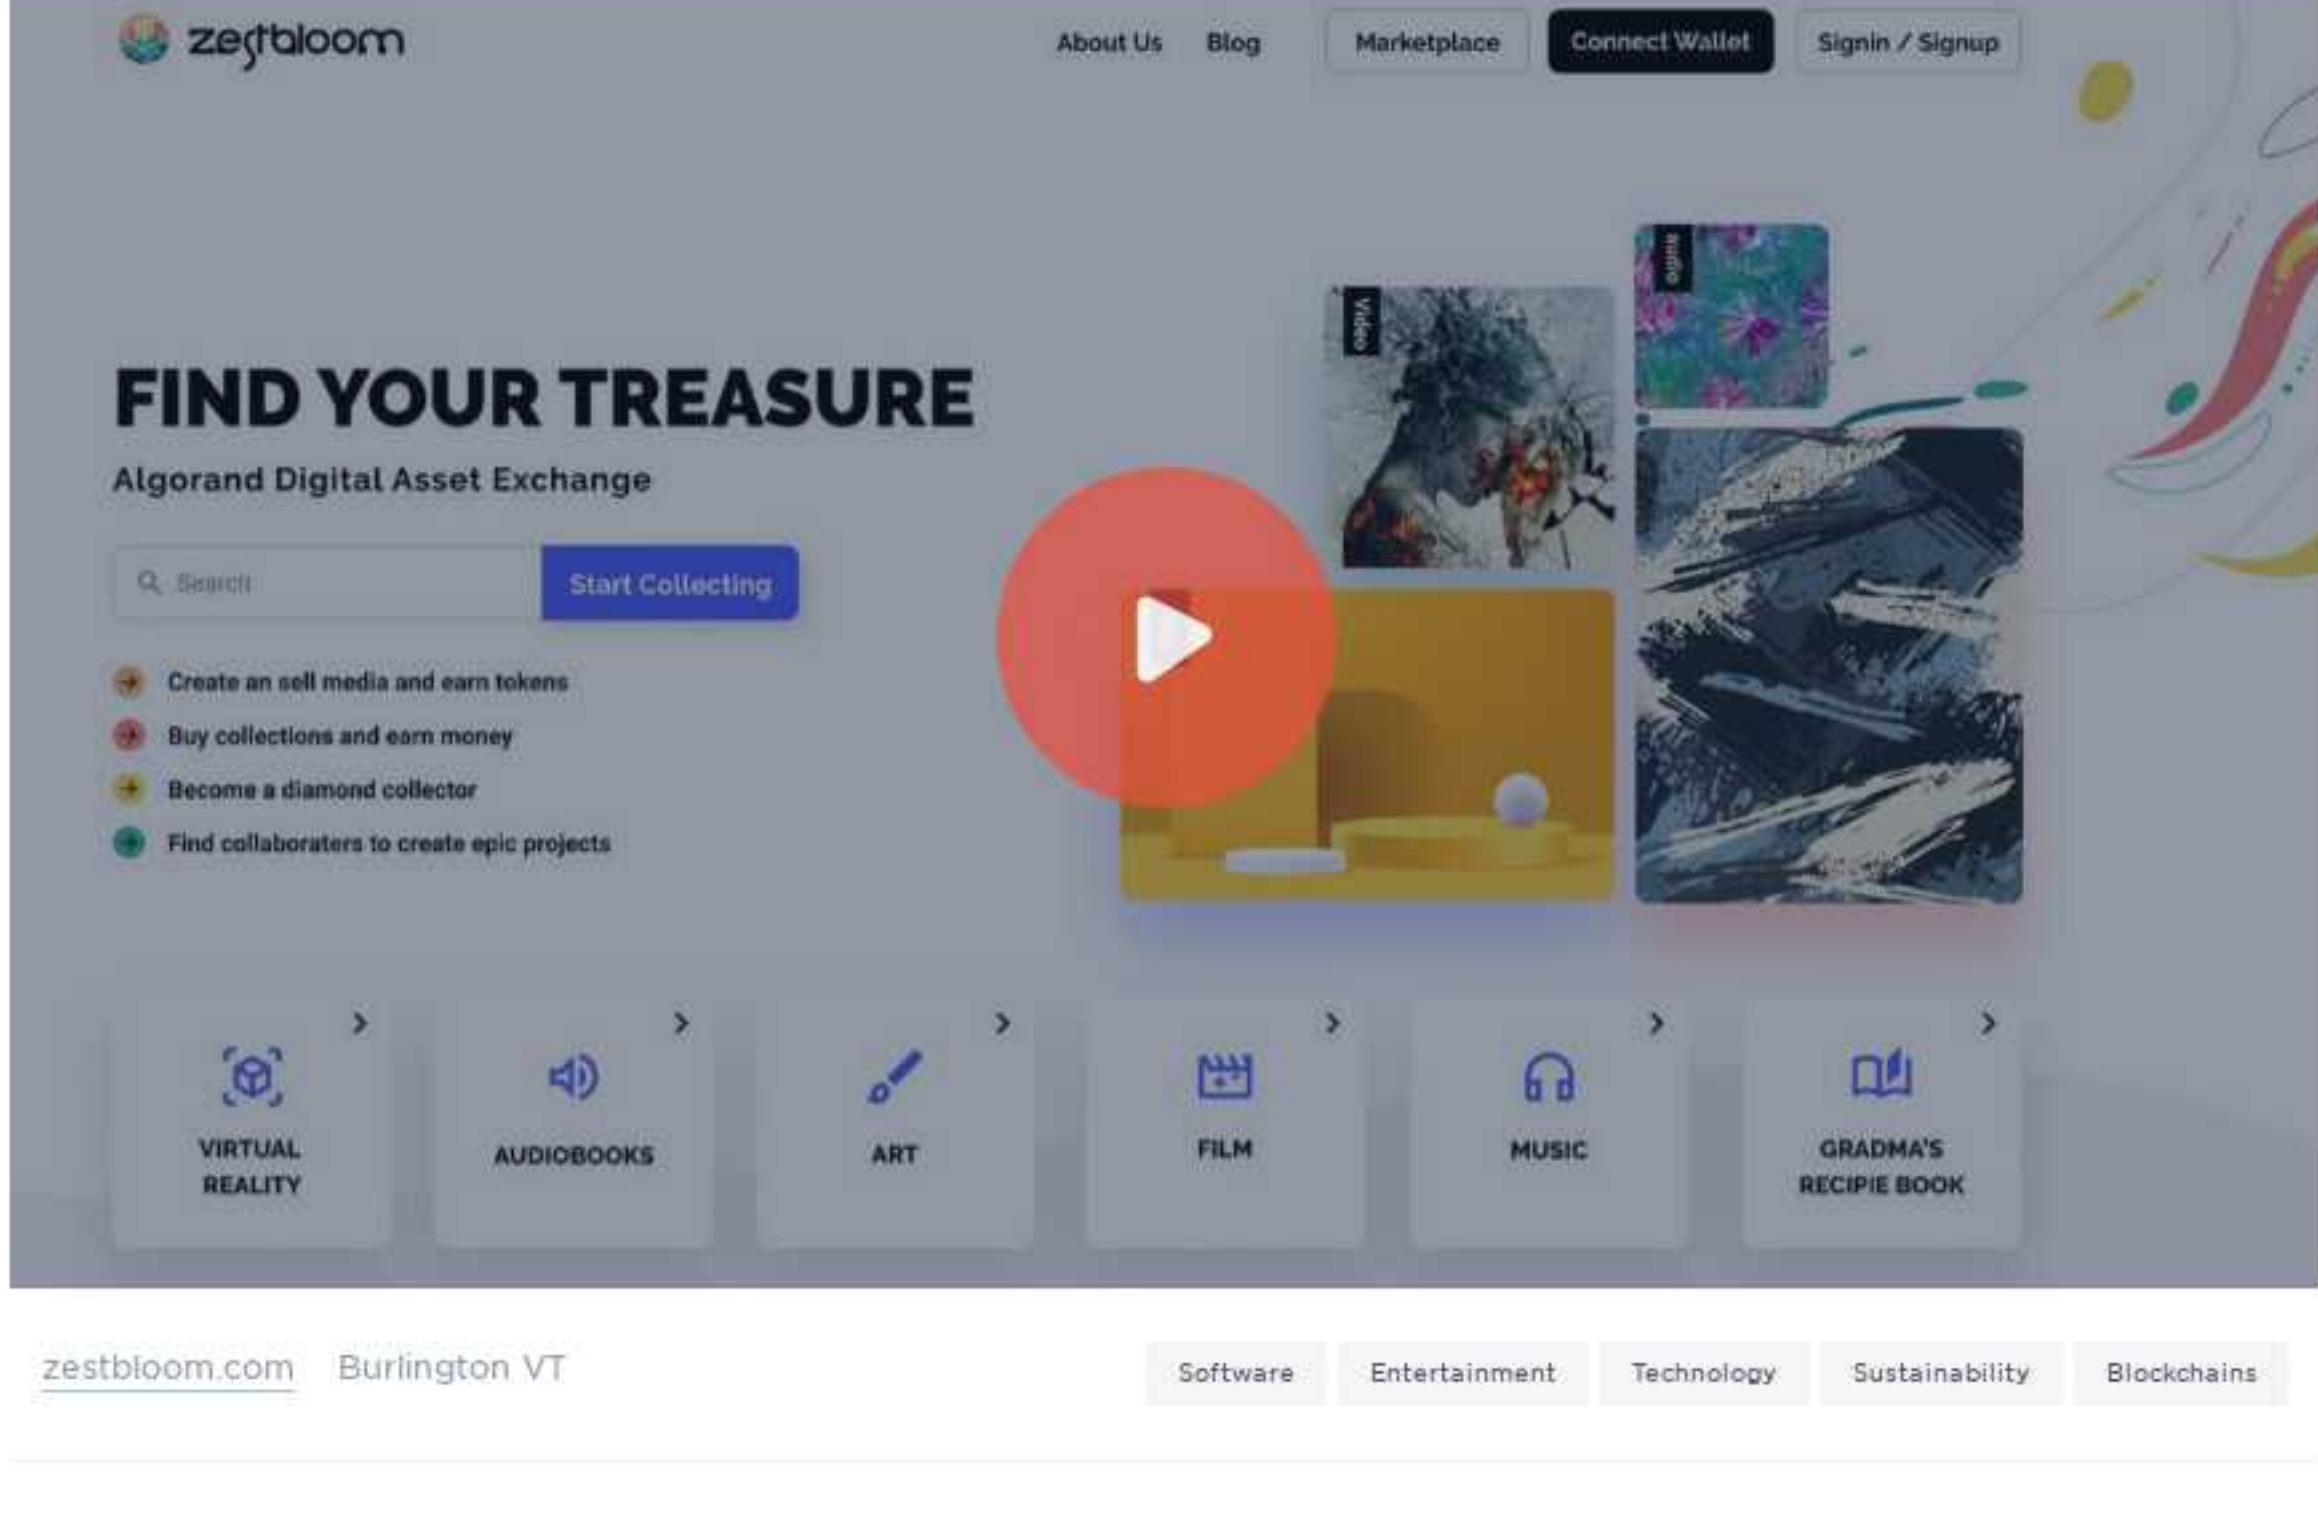 zestbloom
About Us Blog Marketplace Connect Wallet Signin / Signup
Audio
Video
FIND YOUR TREASURE
Algorand Digital Asset Exchange
Search Start Collecting
Create an sell media and earn tokens
Buy collections and earn money
Become a diamond collector
Find collaboraters to create epic projects
VIRTUAL REALITY
AUDIOBOOKS
ART
FILM
MUSIC
GRADMA'S RECIPIE BOOK
zestbloom.com Burlington VT
Software Entertainment Technology Sustainability Blockchains